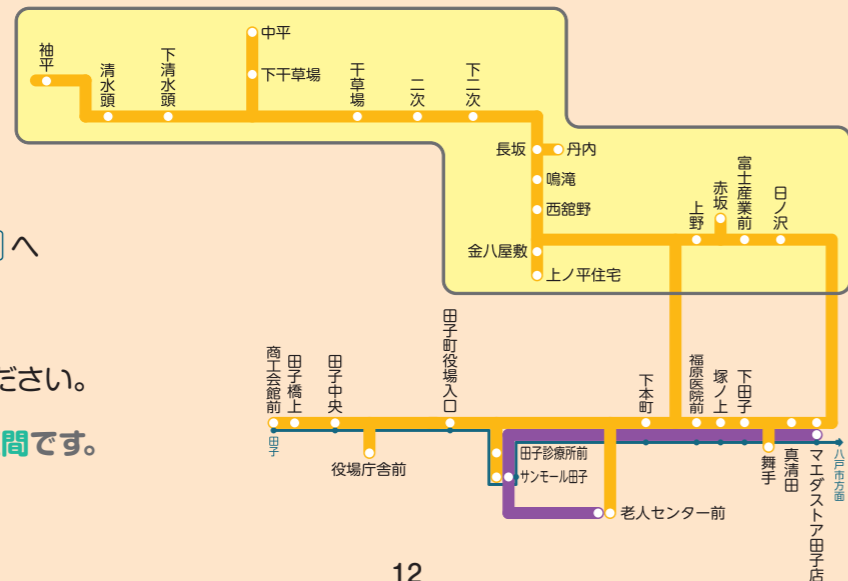 中平
袖平
清水頭
下清水頭
下干草場
干草場
二次
下二次
長坂
丹内
鳴滝
西舘野
金八屋敷
上ノ平住宅
上野
赤坂
富士産業前
日ノ沢
へ
ださい。
間です。
商工会館前
田子橋上
田子中央
田子町役場入口
下本町
福原医院前
塚ノ上
下田子
田子
役場庁舎前
田子診療所前
サンモール田子
老人センター前
舞手
真清田
マエダストア田子店
八戸市方面
12